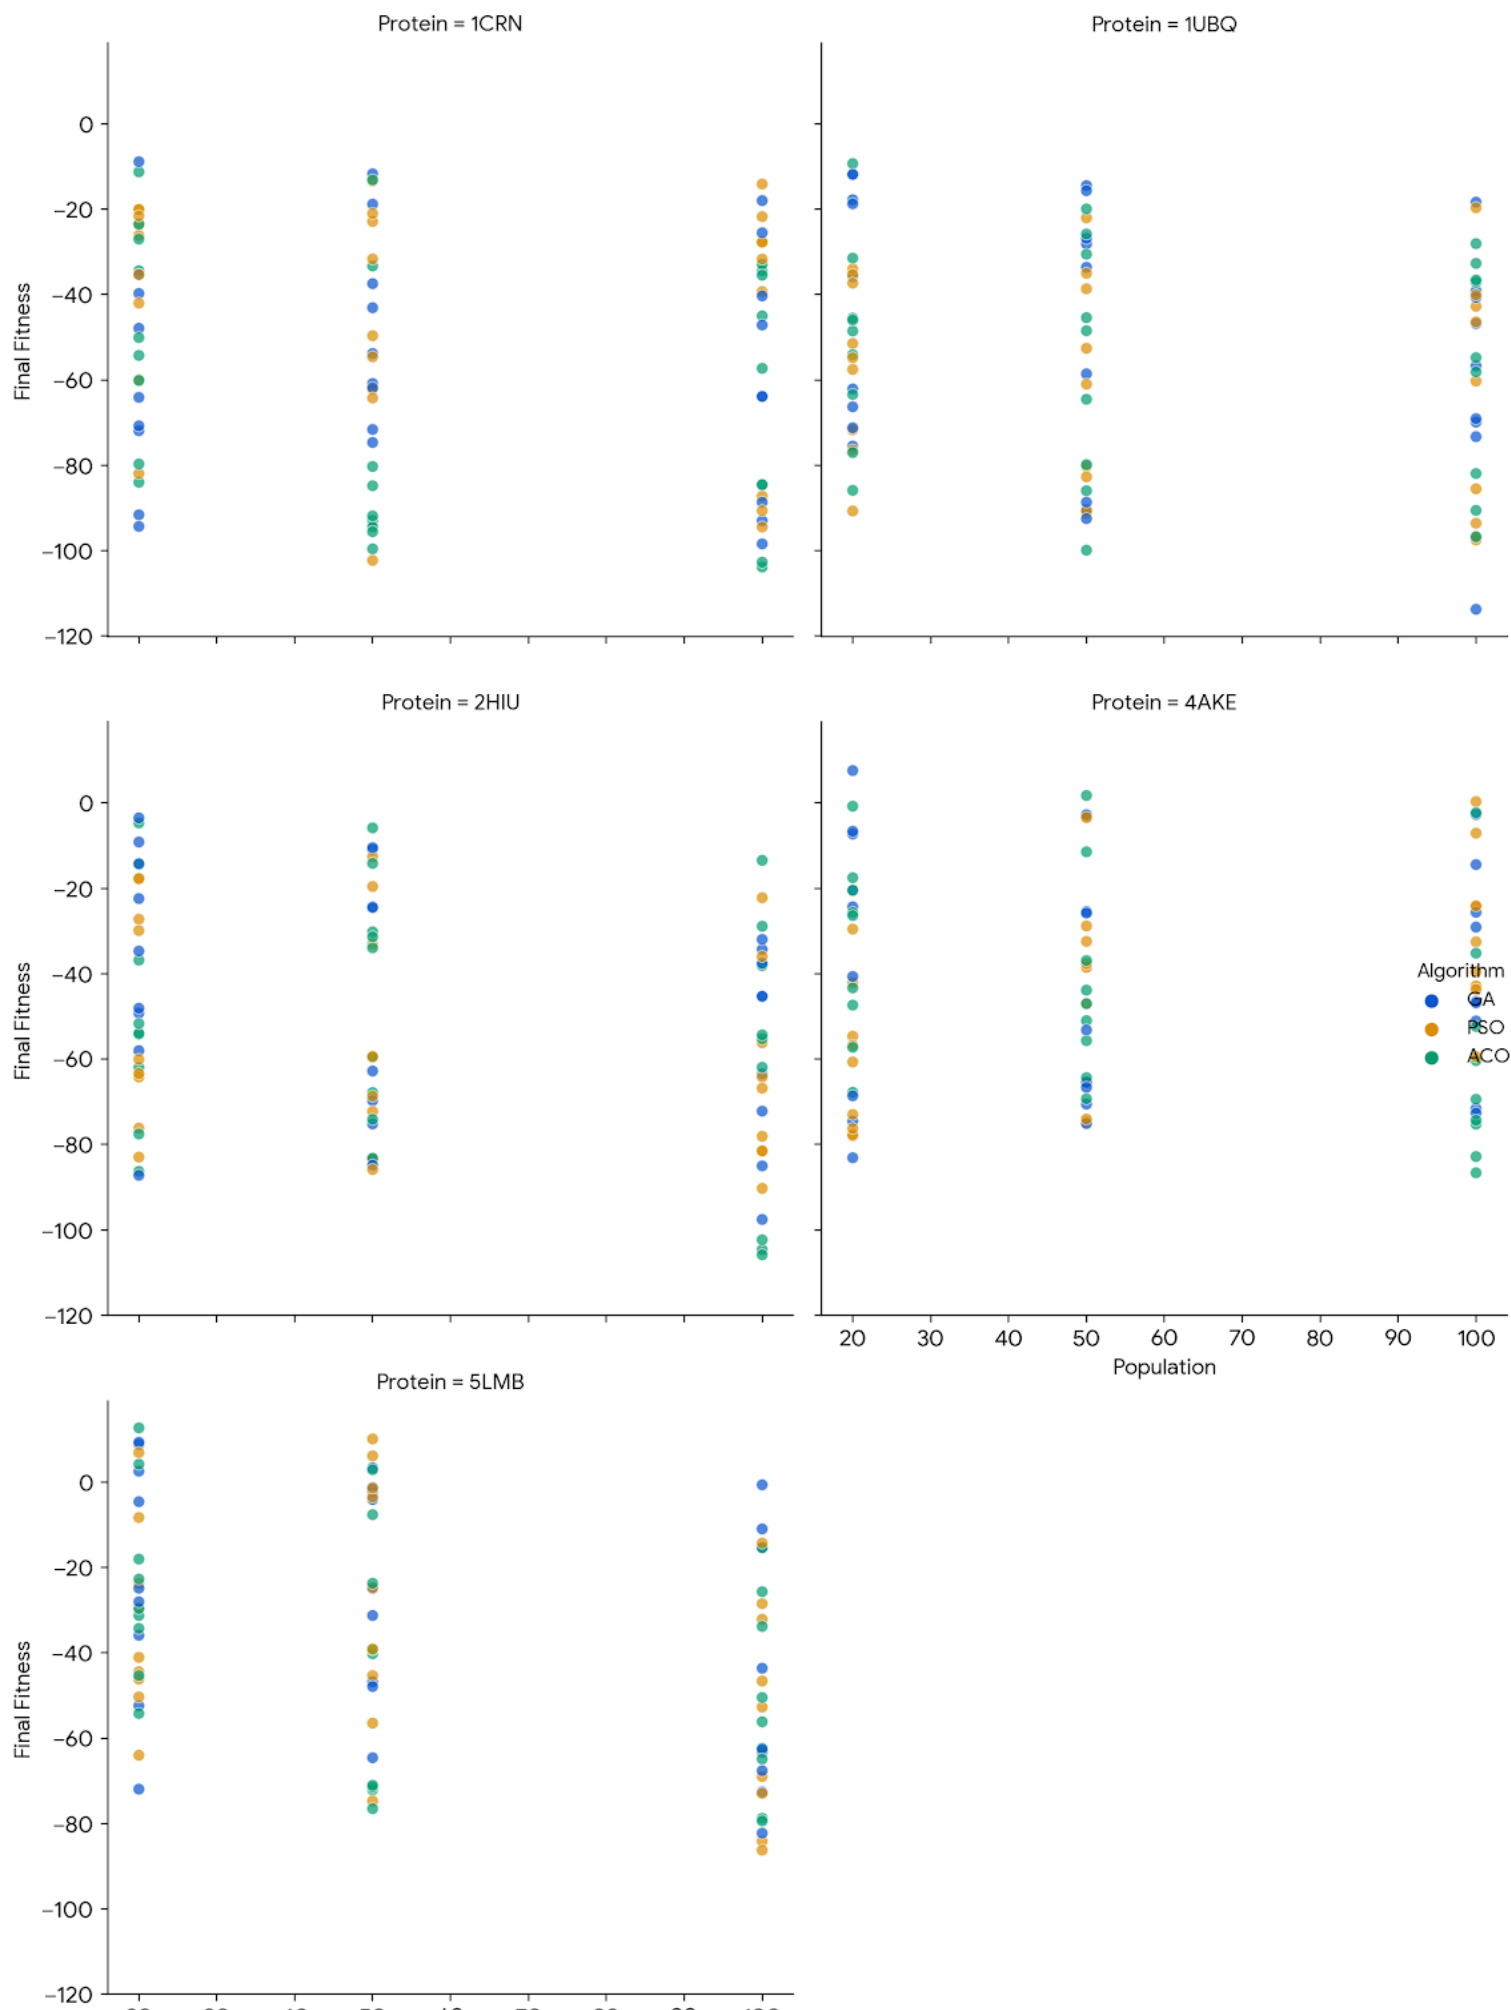 Protein = 1CRN
Protein = 1UBQ
Final Fitness
0
−20
−40
−60
−80
−100
−120
Protein = 2HIU
Protein = 4AKE
Final Fitness
0
−20
−40
−60
−80
−100
−120
Algorithm
GA
PSO
ACO
20 30 40 50 60 70 80 90 100
Population
Protein = 5LMB
Final Fitness
0
−20
−40
−60
−80
−100
−120